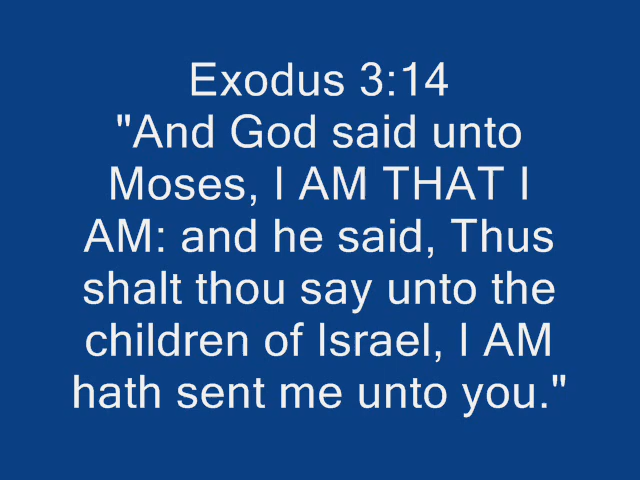 Exodus 3:14
"And God said unto
Moses, I AM THAT I
AM: and he said, Thus
shalt thou say unto the
children of Israel, I AM
hath sent me unto you."